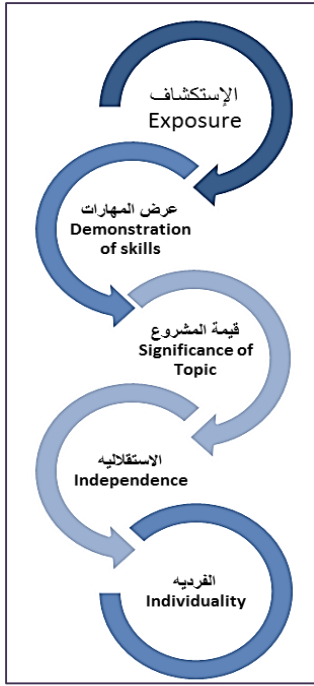 الإستكشاف
Exposure
عرض المهارات
Demonstration
of skills
قيمة المشروع
Significance of
Topic
الاستقلاليه
Independence
الفرديه
Individuality